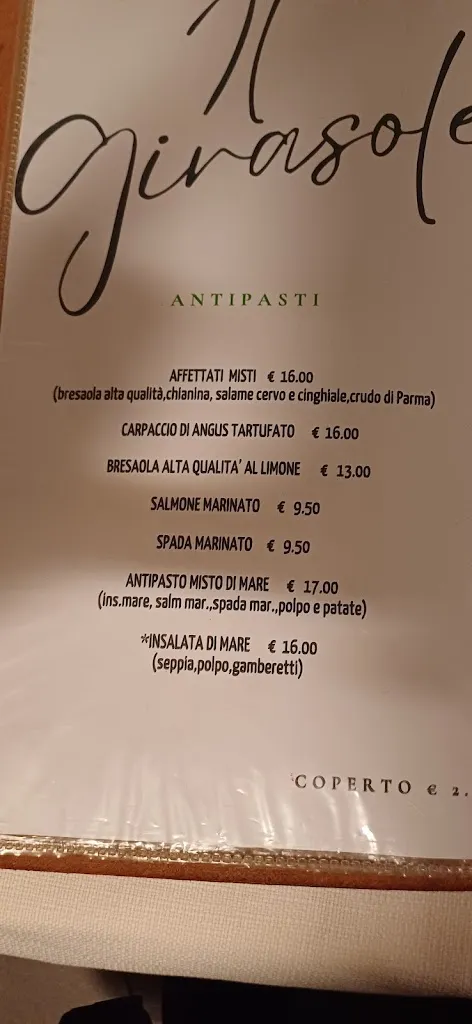 Il
girasole
ANTIPASTI
AFFETTATI MISTI € 16.00
(bresaola alta qualità,chianina, salame cervo e cinghiale,crudo di Parma)
CARPACCIO DI ANGUS TARTUFATO € 16.00
BRESAOLA ALTA QUALITA' AL LIMONE € 13.00
SALMONE MARINATO € 9.50
SPADA MARINATO € 9.50
ANTIPASTO MISTO DI MARE € 17.00
(ins.mare, salm mar.,spada mar.,polpo e patate)
*INSALATA DI MARE € 16.00
(seppia,polpo,gamberetti)
COPERTO € 2.